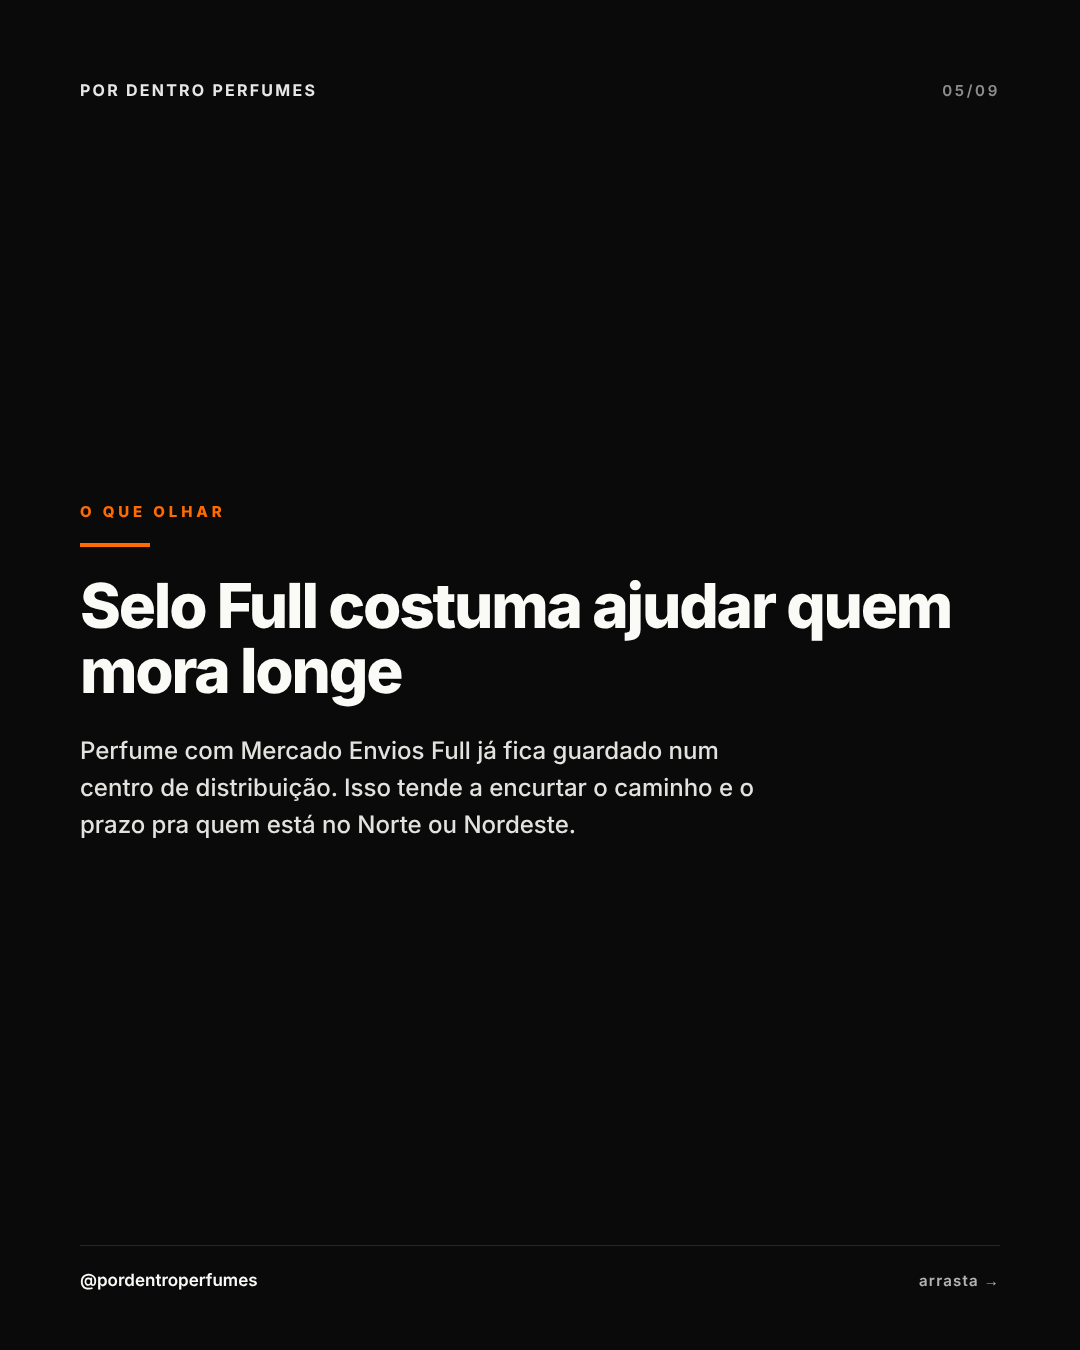 POR DENTRO PERFUMES
05/09
O QUE OLHAR
Selo Full costuma ajudar quem
mora longe
Perfume com Mercado Envios Full já fica guardado num
centro de distribuição. Isso tende a encurtar o caminho e o
prazo pra quem está no Norte ou Nordeste.
@pordentroperfumes
arrasta →